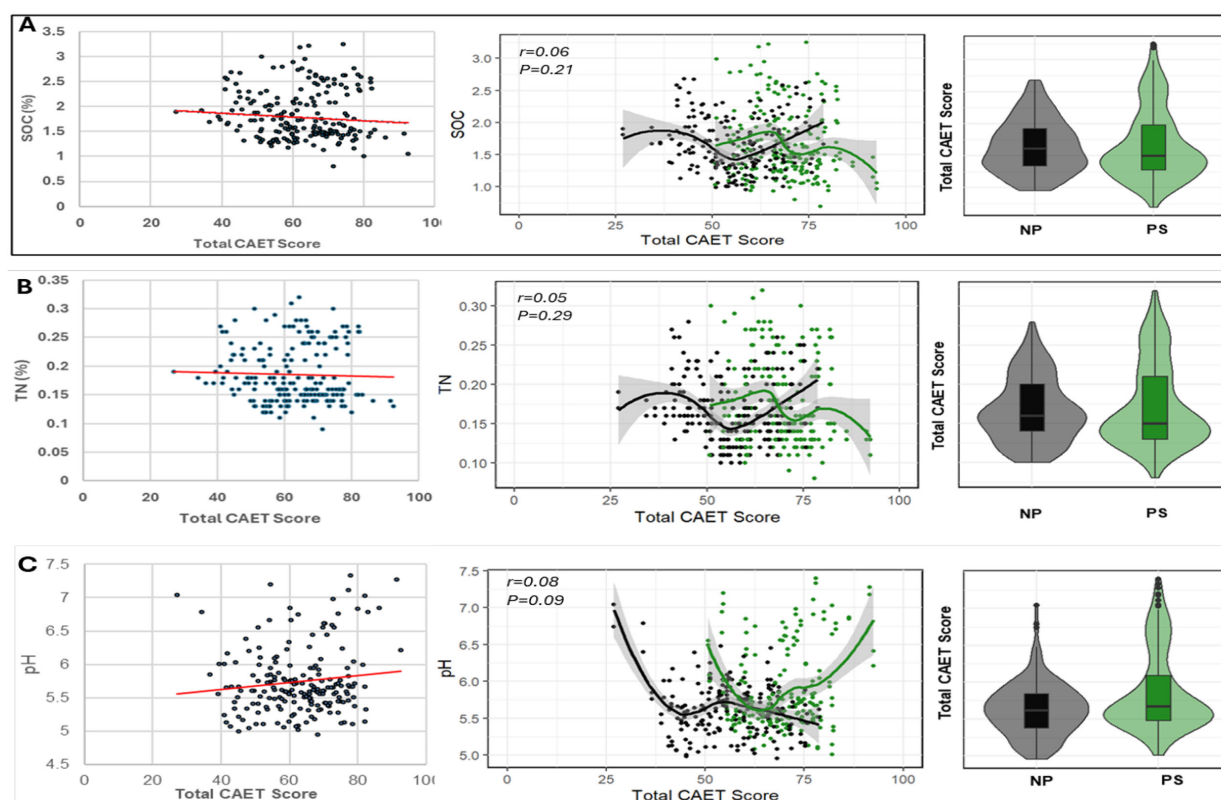 A
SOC (%)
3.5
3
2.5
2
1.5
1
0.5
0
0 20 40 60 80 10
Total CAET Score
r=0.06
P=0.21
SOC
3.0
2.5
2.0
1.5
1.0
0 25 50 75 100
Total CAET Score
Total CAET Score
NP PS
B
TN (%)
0.35
0.3
0.25
0.2
0.15
0.1
0.05
0
0 20 40 60 80 100
Total CAET Score
r=0.05
P=0.29
TN
0.30
0.25
0.20
0.15
0.10
0 25 50 75 100
Total CAET Score
Total CAET Score
NP PS
C
pH
7.5
7
6.5
6
5.5
5
4.5
0 20 40 60 80
Total CAET Score
r=0.08
P=0.09
pH
7.5
7.0
6.5
6.0
5.5
5.0
0 25 50 75 100
Total CAET Score
Total CAET Score
NP PS